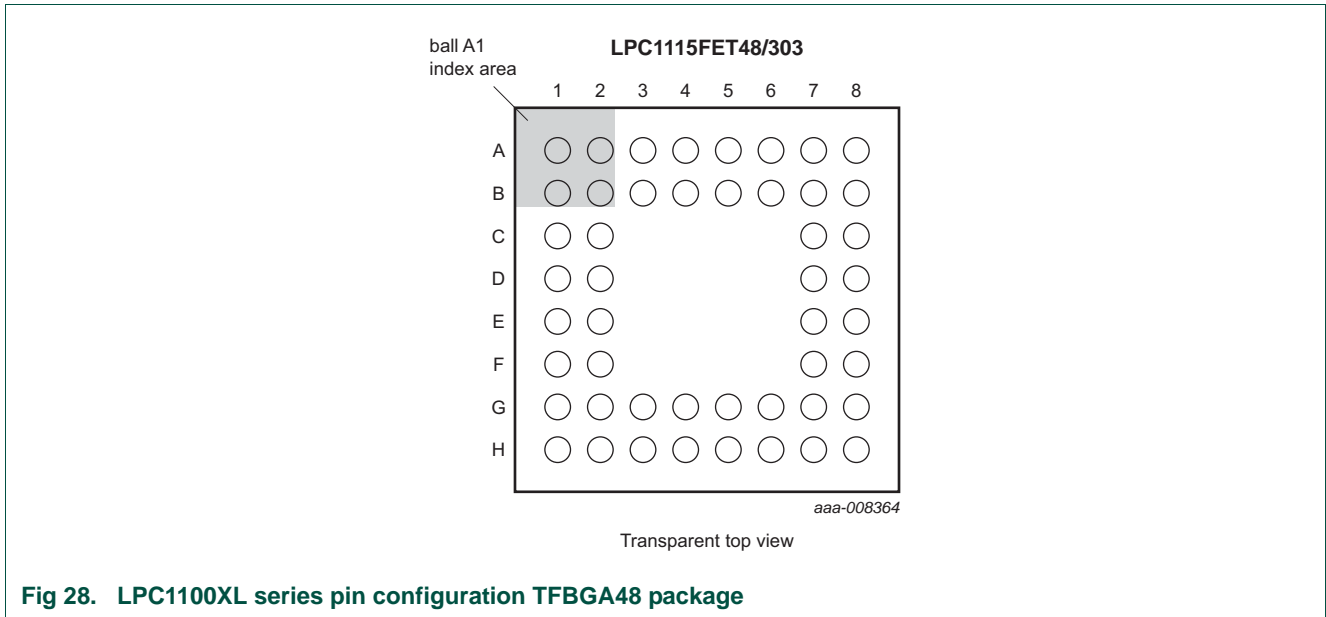 ball A1
index area
LPC1115FET48/303
1 2 3 4 5 6 7 8
A
B
C
D
E
F
G
H
aaa-008364
Transparent top view
Fig 28. LPC1100XL series pin configuration TFBGA48 package